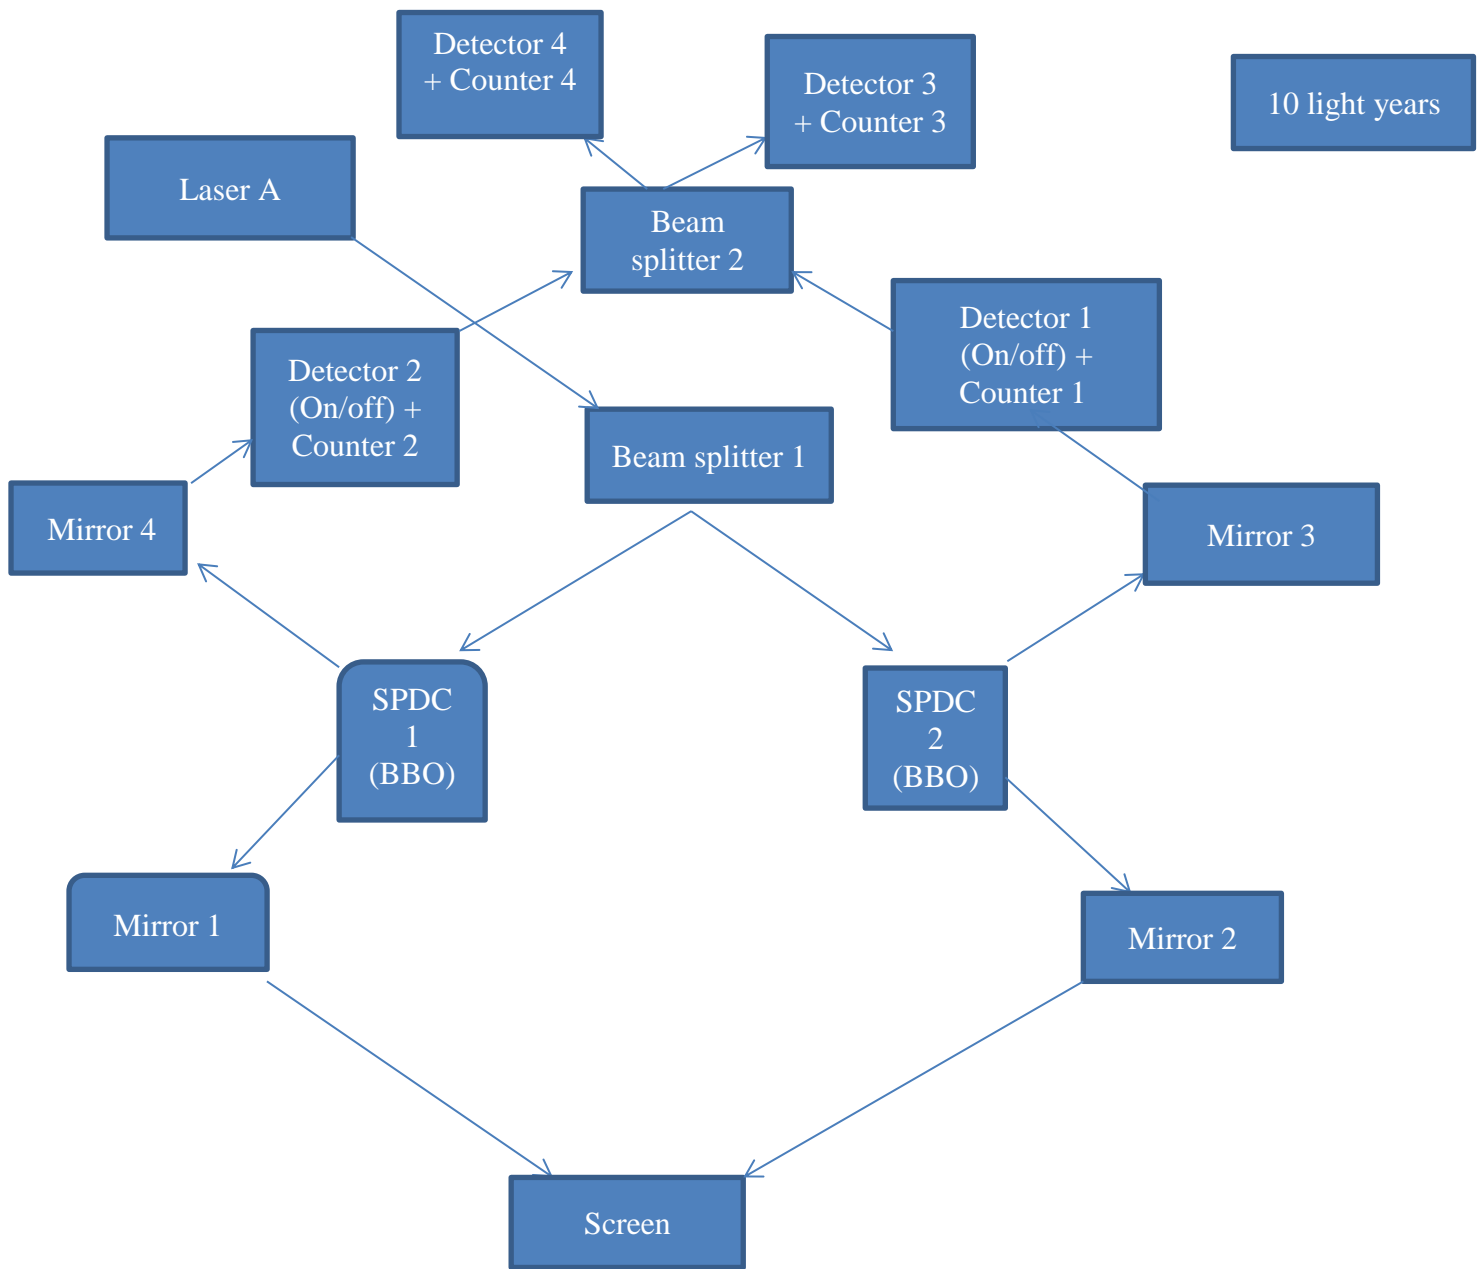 Detector 4
+ Counter 4
Detector 3
+ Counter 3
10 light years
Laser A
Beam
splitter 2
Detector 1
(On/off) +
Counter 1
Detector 2
(On/off) +
Counter 2
Beam splitter 1
Mirror 4
Mirror 3
SPDC
1
(BBO)
SPDC
2
(BBO)
Mirror 1
Mirror 2
Screen